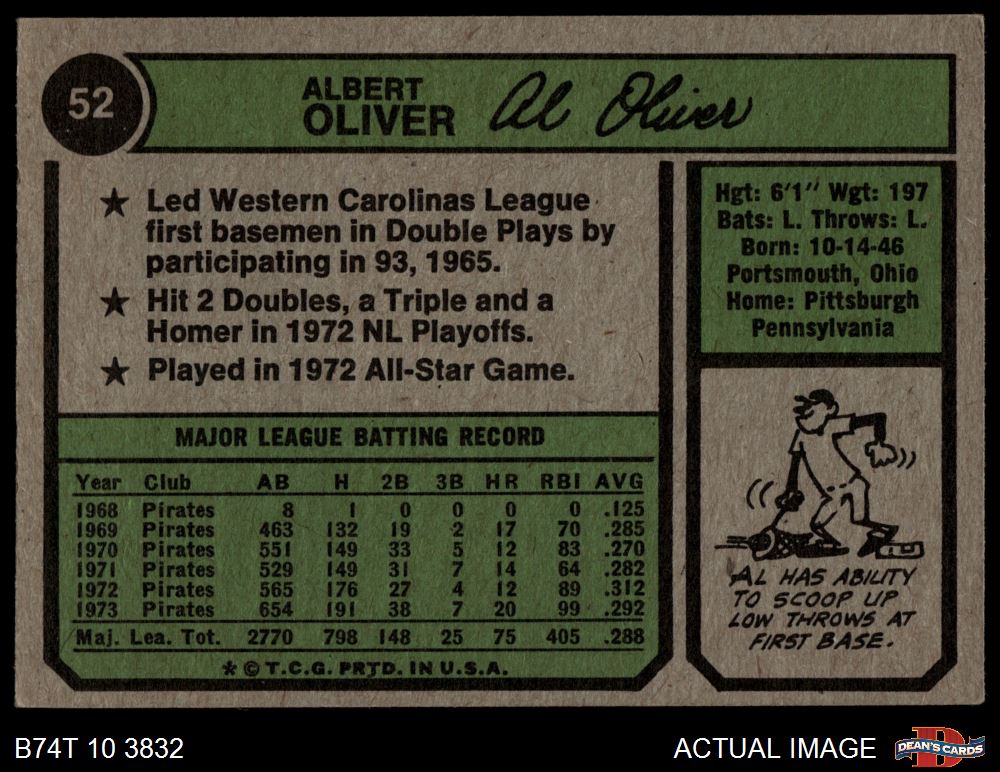 52
ALBERT
OLIVER
Al Oliver
★ Led Western Carolinas League
first basemen in Double Plays by
participating in 93, 1965.
★ Hit 2 Doubles, a Triple and a
Homer in 1972 NL Playoffs.
★ Played in 1972 All-Star Game.
MAJOR LEAGUE BATTING RECORD
Year Club AB H 2B 3B HR RBI AVG
1968 Pirates 8 1 0 0 0 0 .125
1969 Pirates 463 132 19 2 17 70 .285
1970 Pirates 551 149 33 5 12 83 .270
1971 Pirates 529 149 31 7 14 64 .282
1972 Pirates 565 176 27 4 12 89 .312
1973 Pirates 654 191 38 7 20 99 .292
Maj. Lea. Tot. 2770 798 148 25 75 405 .288
* © T.C.G. PRTD. IN U.S.A.
Hgt: 6'1" Wgt: 197
Bats: L. Throws: L.
Born: 10-14-46
Portsmouth, Ohio
Home: Pittsburgh
Pennsylvania
AL HAS ABILITY
TO SCOOP UP
LOW THROWS AT
FIRST BASE.
B74T 10 3832
ACTUAL IMAGE
D
DEAN'S CARDS